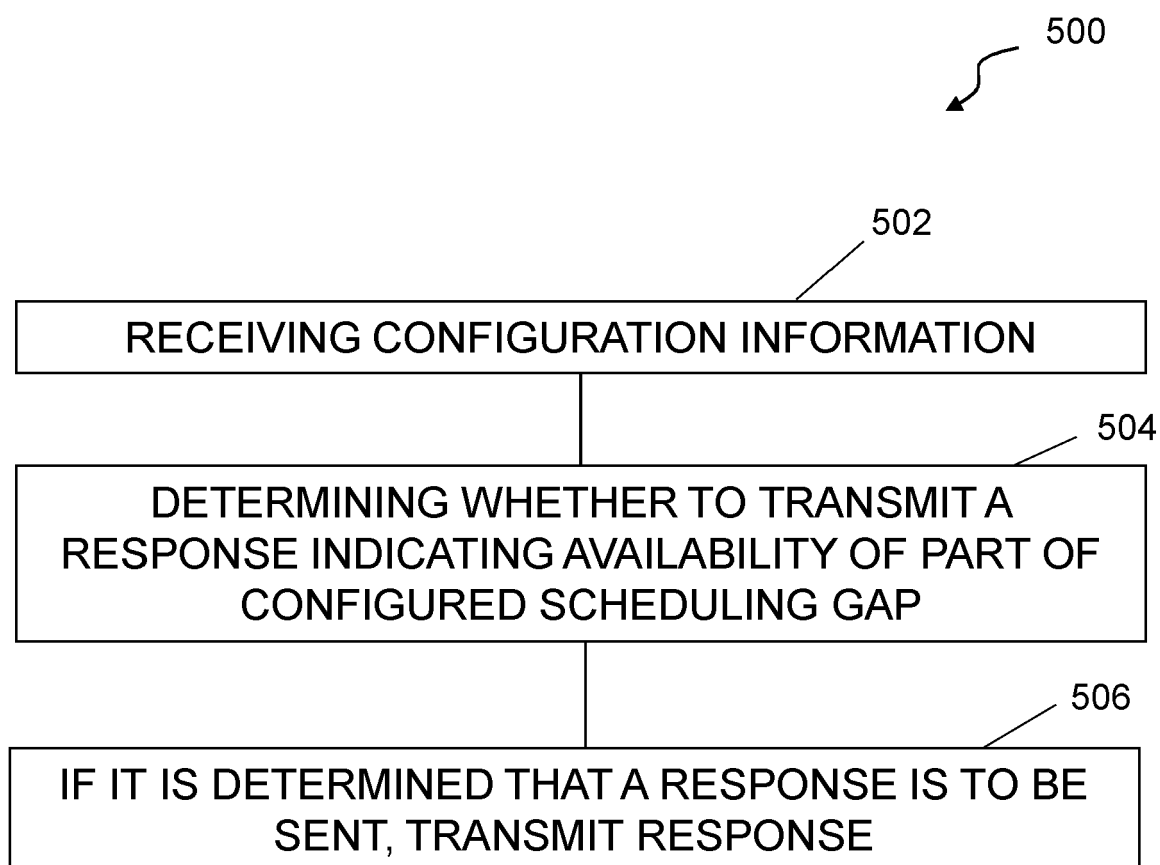 500
502
RECEIVING CONFIGURATION INFORMATION
504
DETERMINING WHETHER TO TRANSMIT A
RESPONSE INDICATING AVAILABILITY OF PART OF
CONFIGURED SCHEDULING GAP
506
IF IT IS DETERMINED THAT A RESPONSE IS TO BE
SENT, TRANSMIT RESPONSE